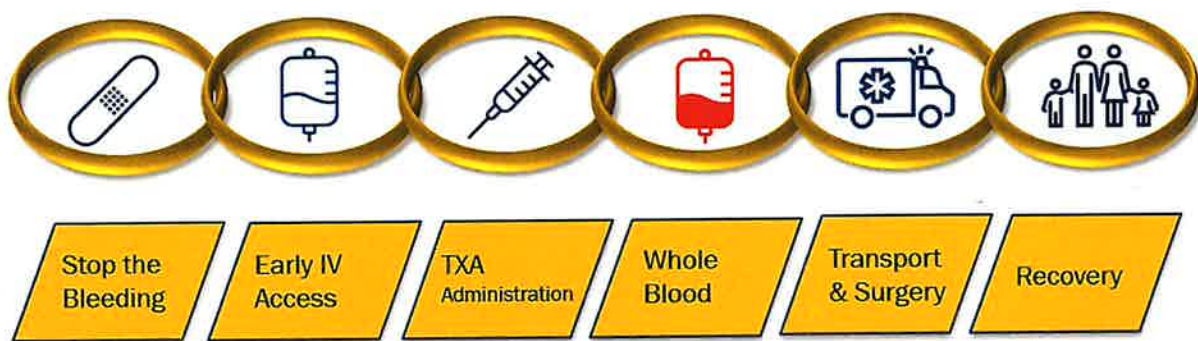 Stop the
Bleeding
Early IV
Access
TXA
Administration
Whole
Blood
Transport
& Surgery
Recovery